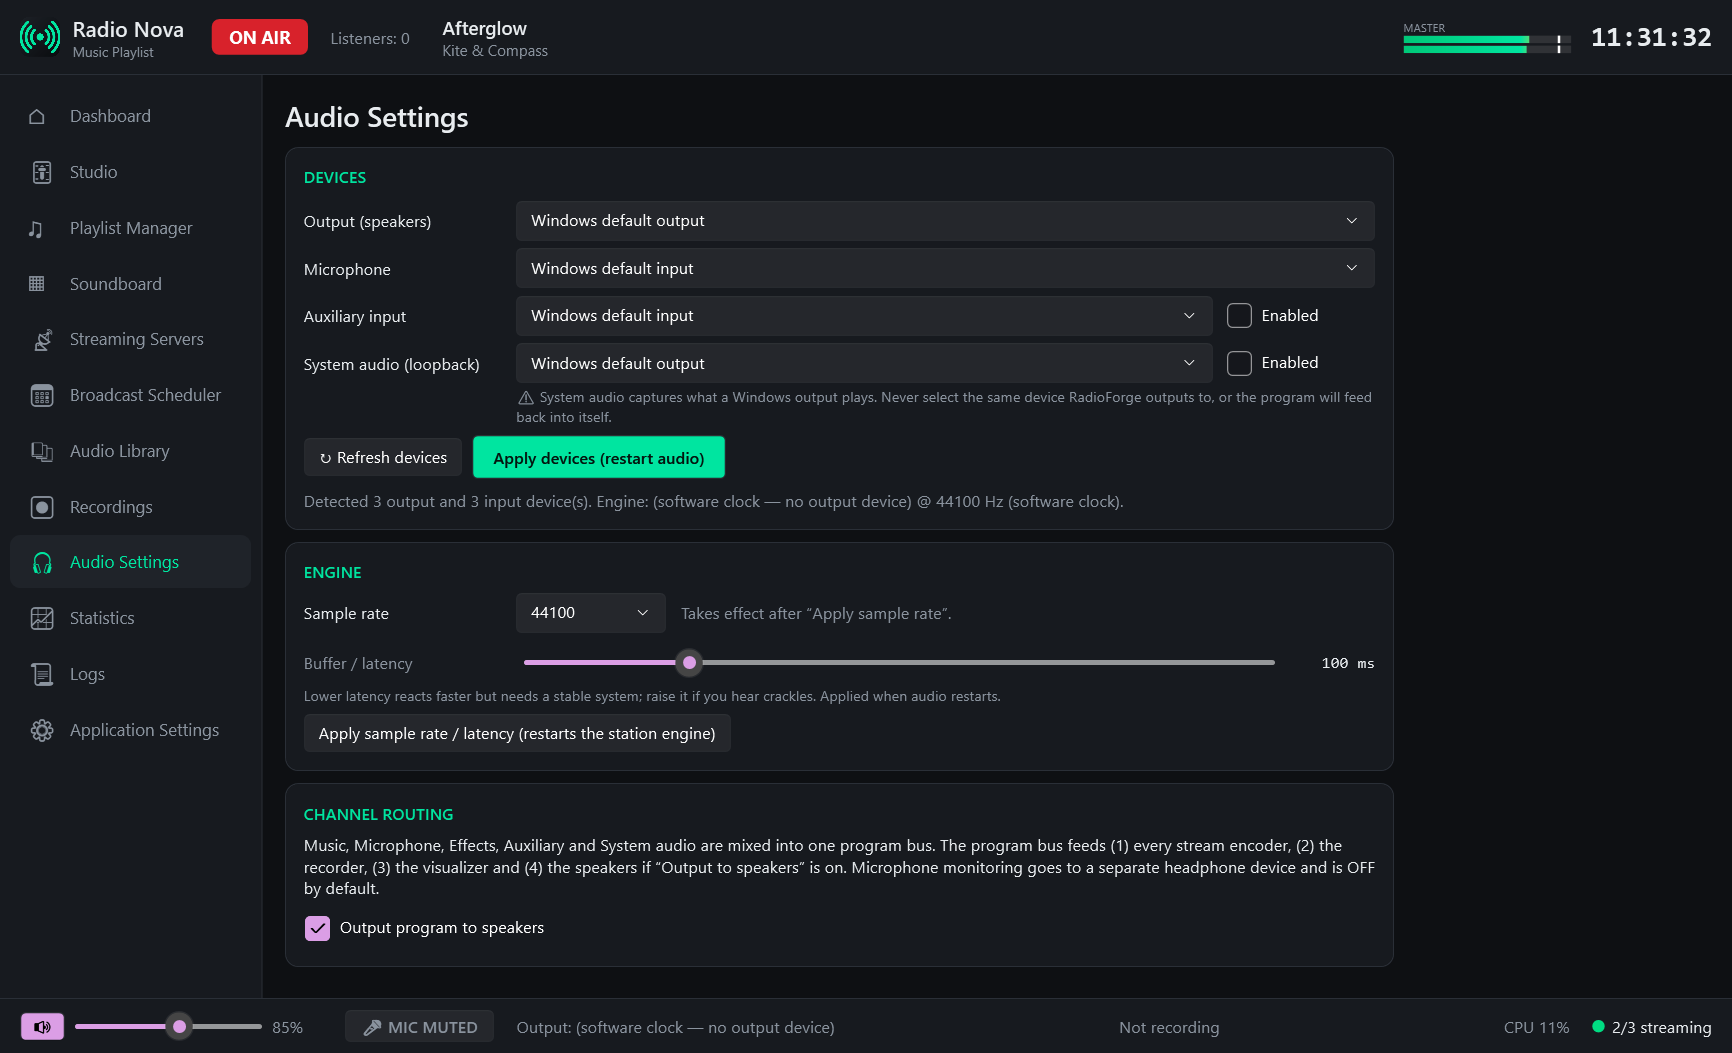 Radio Nova
Music Playlist
ON AIR
Listeners: 0
Afterglow
Kite & Compass
MASTER
11:31:32
Dashboard
Studio
Playlist Manager
Soundboard
Streaming Servers
Broadcast Scheduler
Audio Library
Recordings
Audio Settings
Statistics
Logs
Application Settings
Audio Settings
DEVICES
Output (speakers)
Windows default output
Microphone
Windows default input
Auxiliary input
Windows default input
Enabled
System audio (loopback)
Windows default output
Enabled
⚠ System audio captures what a Windows output plays. Never select the same device RadioForge outputs to, or the program will feed
back into itself.
↻ Refresh devices
Apply devices (restart audio)
Detected 3 output and 3 input device(s). Engine: (software clock — no output device) @ 44100 Hz (software clock).
ENGINE
Sample rate
44100
Takes effect after “Apply sample rate”.
Buffer / latency
100 ms
Lower latency reacts faster but needs a stable system; raise it if you hear crackles. Applied when audio restarts.
Apply sample rate / latency (restarts the station engine)
CHANNEL ROUTING
Music, Microphone, Effects, Auxiliary and System audio are mixed into one program bus. The program bus feeds (1) every stream encoder, (2) the
recorder, (3) the visualizer and (4) the speakers if “Output to speakers” is on. Microphone monitoring goes to a separate headphone device and is OFF
by default.
Output program to speakers
85%
MIC MUTED
Output: (software clock — no output device)
Not recording
CPU 11%
2/3 streaming